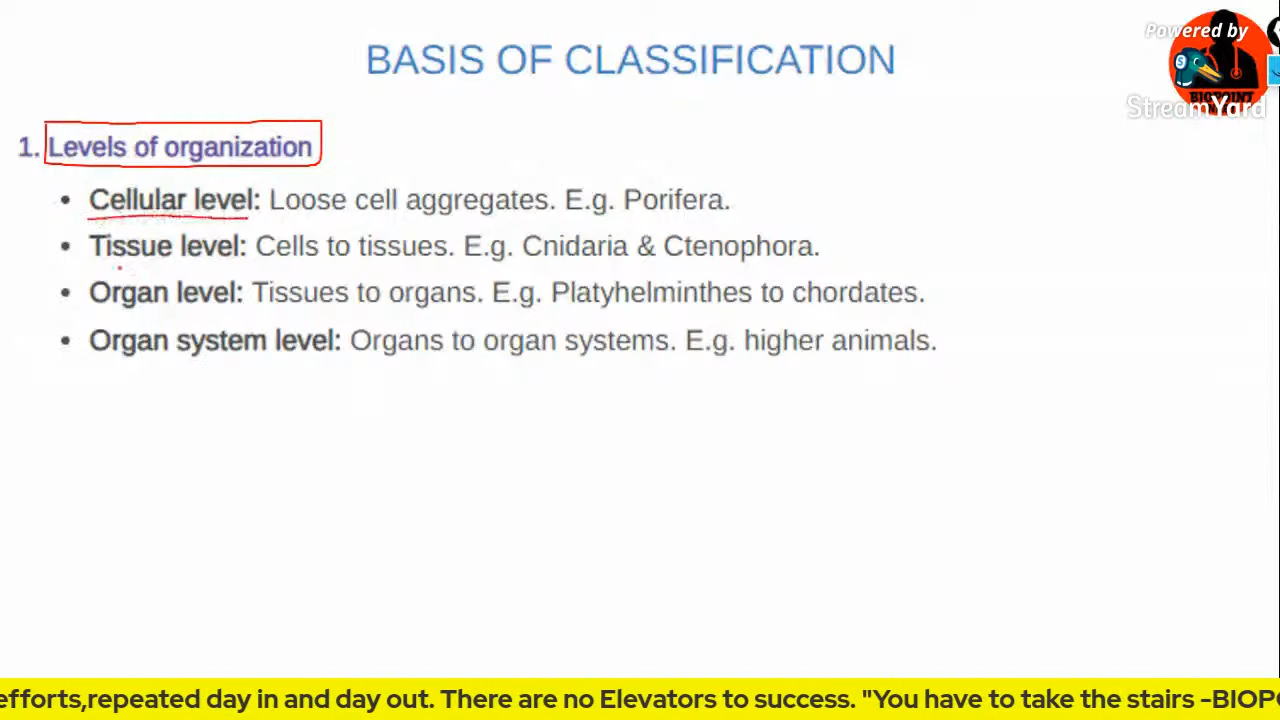 Powered by
BASIS OF CLASSIFICATION
BIOPOINT
StreamYard
1. Levels of organization
• Cellular level: Loose cell aggregates. E.g. Porifera.
• Tissue level: Cells to tissues. E.g. Cnidaria & Ctenophora.
• Organ level: Tissues to organs. E.g. Platyhelminthes to chordates.
• Organ system level: Organs to organ systems. E.g. higher animals.
efforts,repeated day in and day out. There are no Elevators to success. "You have to take the stairs -BIOPO